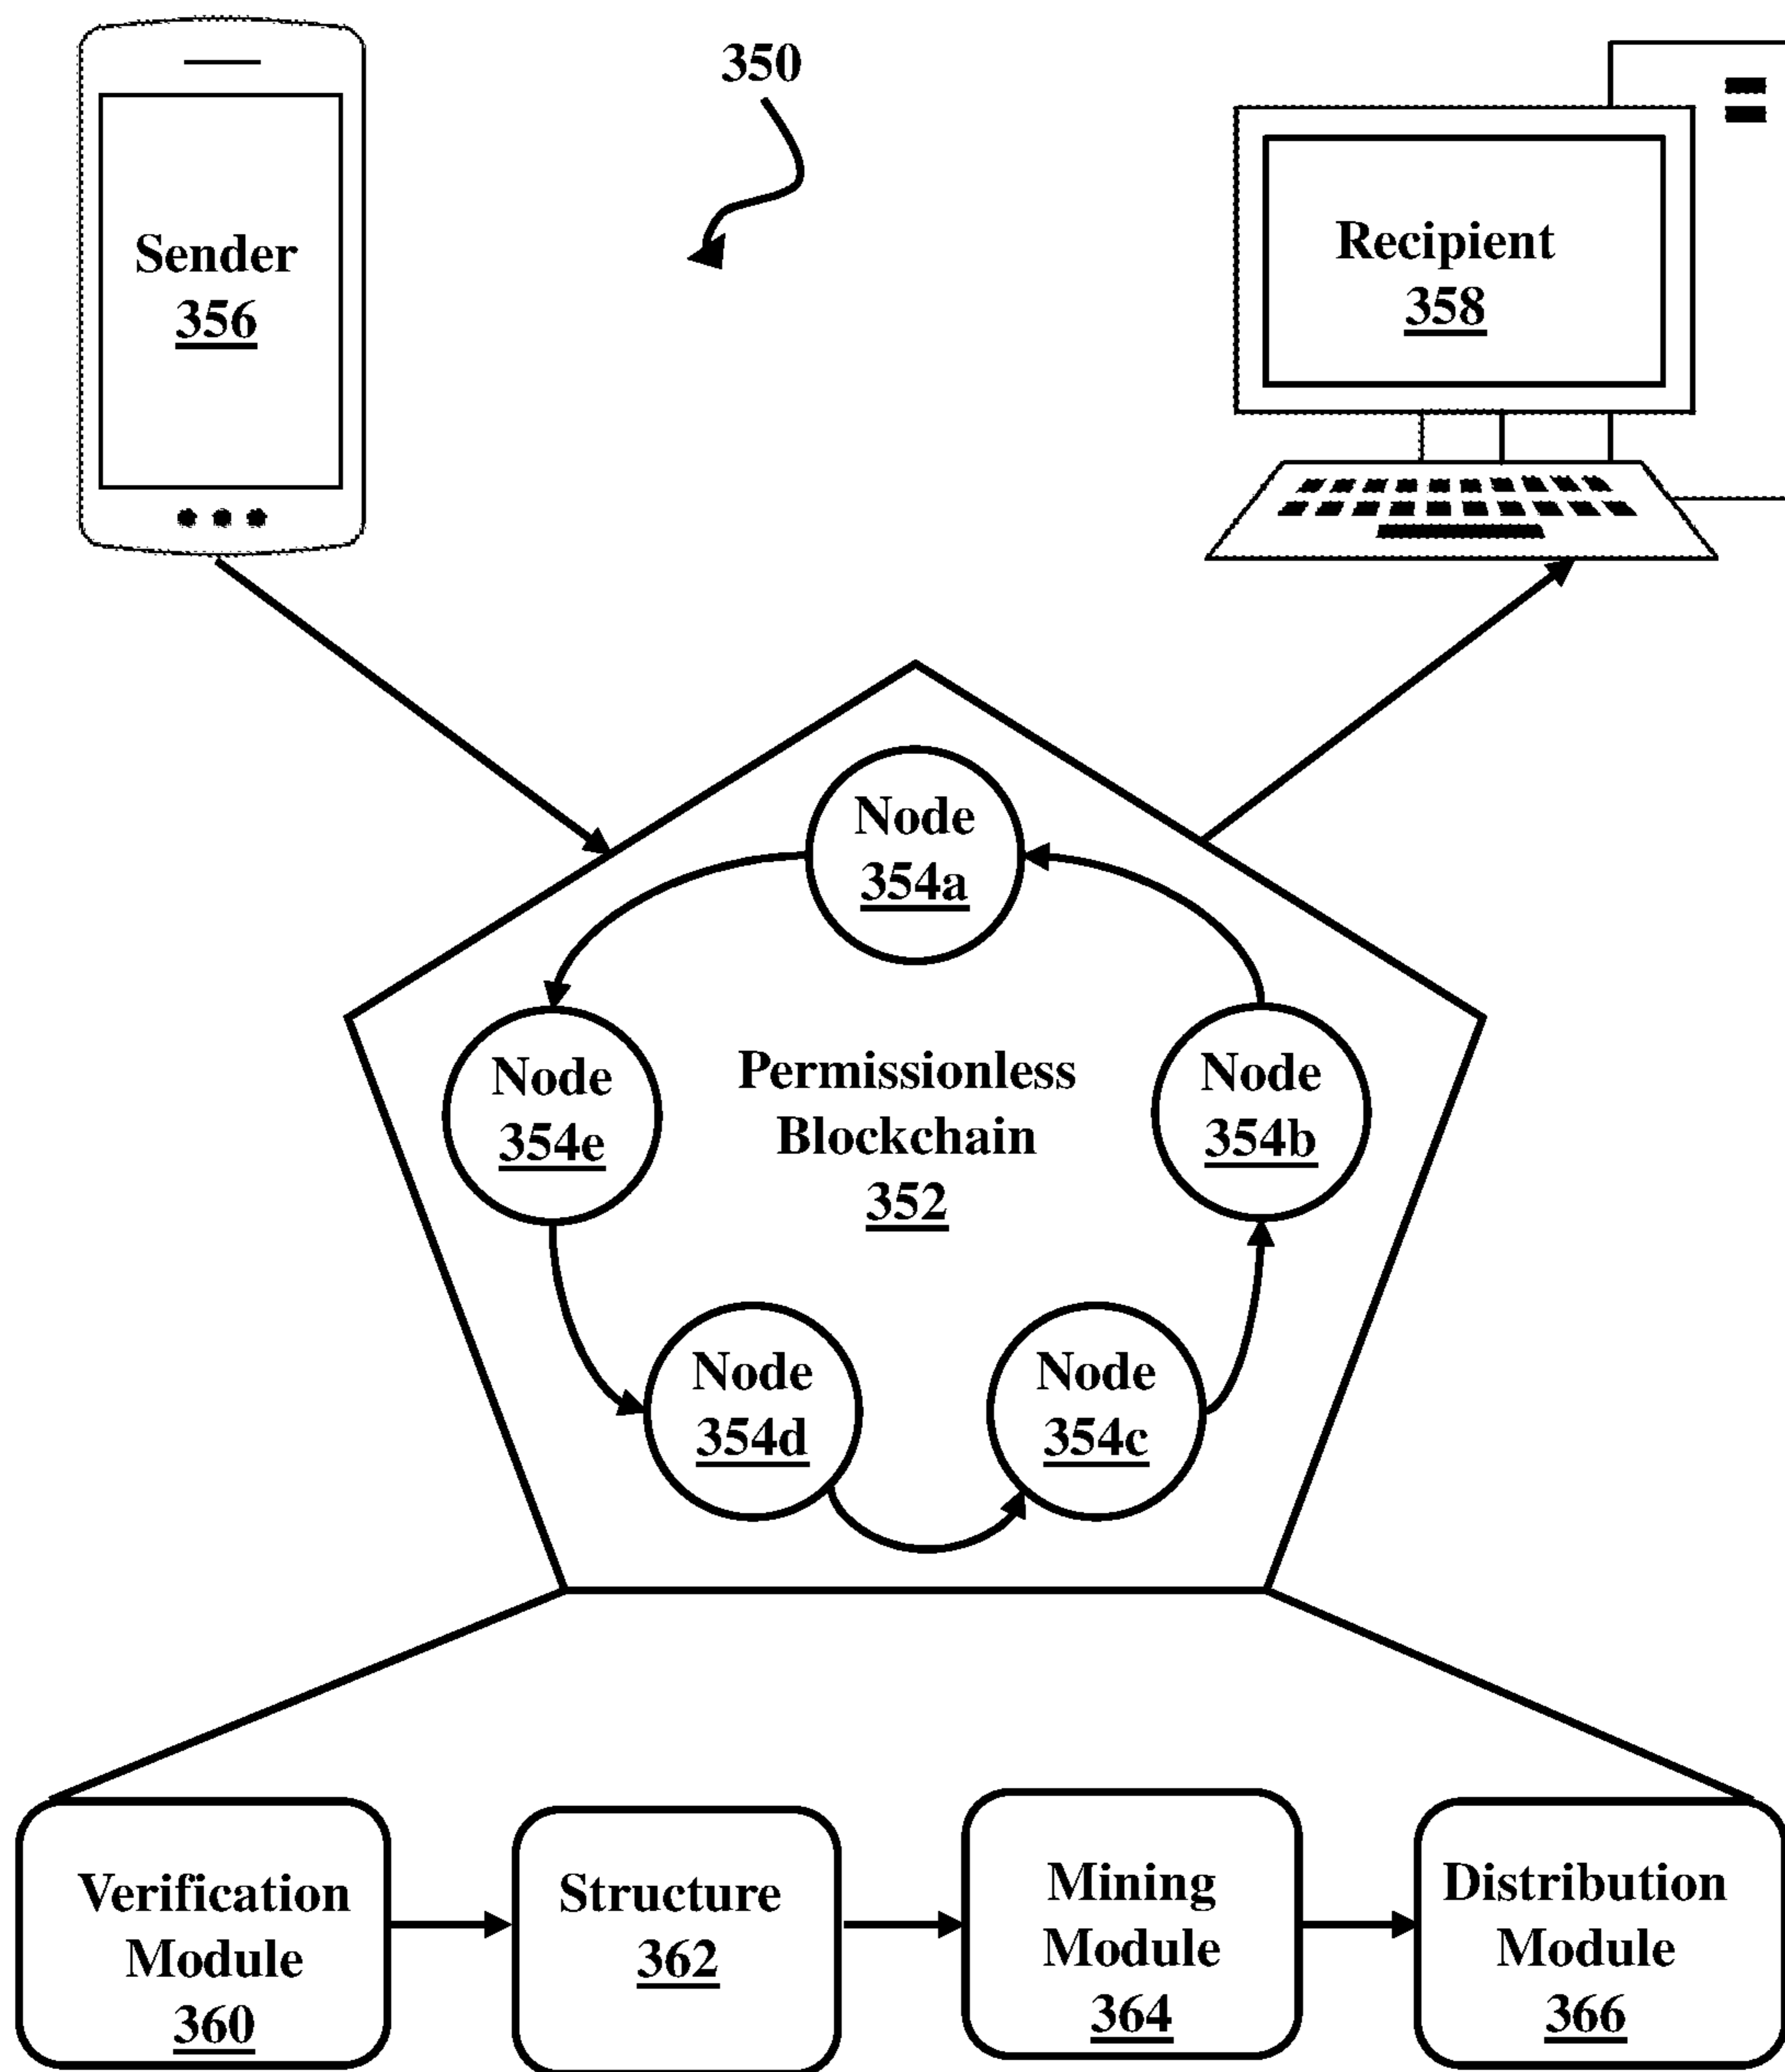 350
Sender
356
Recipient
358
Node
354a
Node
354e
Permissionless
Blockchain
352
Node
354b
Node
354d
Node
354c
Verification
Module
360
Structure
362
Mining
Module
364
Distribution
Module
366